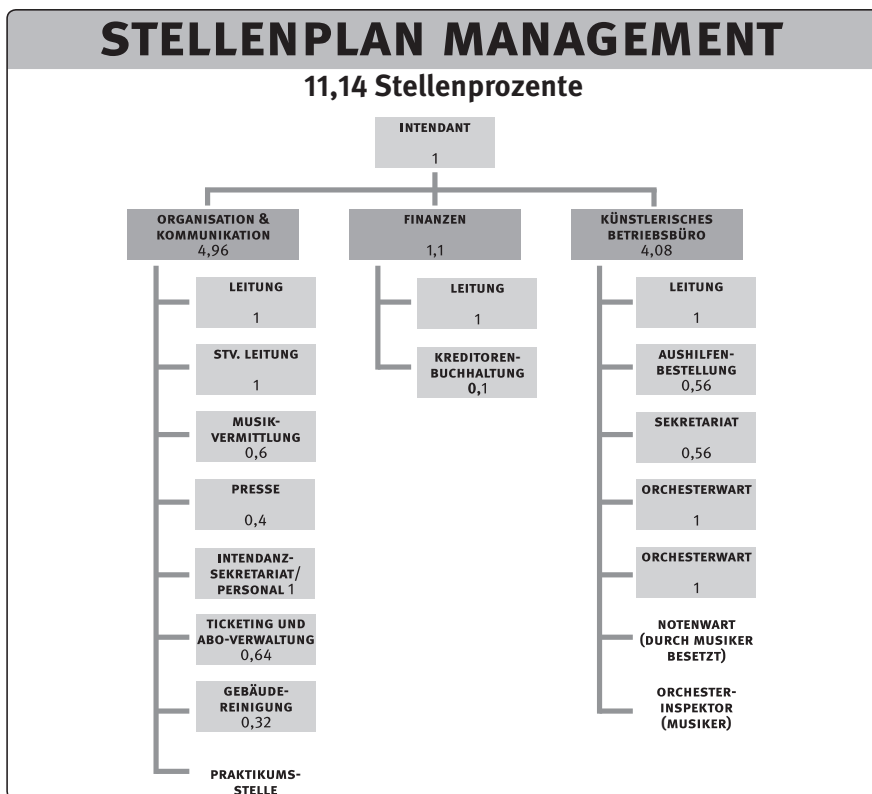 STELLENPLAN MANAGEMENT
11,14 Stellenprozente
INTENDANT
1
ORGANISATION &
KOMMUNIKATION
4,96
LEITUNG
1
STV. LEITUNG
1
MUSIK-
VERMITTLUNG
0,6
PRESSE
0,4
INTENDANZ-
SEKRETARIAT/
PERSONAL 1
TICKETING UND
ABO-VERWALTUNG
0,64
GEBÄUDE-
REINIGUNG
0,32
PRAKTIKUMS-
STELLE
FINANZEN
1,1
LEITUNG
1
KREDITOREN-
BUCHHALTUNG
0,1
KÜNSTLERISCHES
BETRIEBSBÜRO
4,08
LEITUNG
1
AUSHILFEN-
BESTELLUNG
0,56
SEKRETARIAT
0,56
ORCHESTERWART
1
ORCHESTERWART
1
NOTENWART
(DURCH MUSIKER
BESETZT)
ORCHESTER-
INSPEKTOR
(MUSIKER)